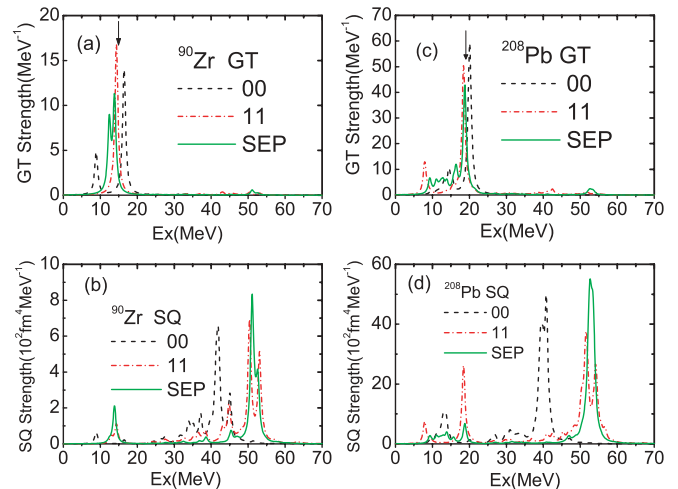 GT Strength(MeV⁻¹)
20
15
10
5
0
(a)
⁹⁰Zr GT
00
11
SEP
0 10 20 30 40 50 60 70
Ex(MeV)
GT Strength(MeV⁻¹)
70
60
50
40
30
20
10
0
(c)
²⁰⁸Pb GT
00
11
SEP
0 10 20 30 40 50 60 70
Ex(MeV)
SQ Strength(10²fm⁴MeV⁻¹)
10
8
6
4
2
0
(b)
⁹⁰Zr SQ
00
11
SEP
0 10 20 30 40 50 60 70
Ex(MeV)
SQ Strength(10²fm⁴MeV⁻¹)
60
40
20
0
(d)
²⁰⁸Pb SQ
00
11
SEP
0 10 20 30 40 50 60 70
Ex(MeV)